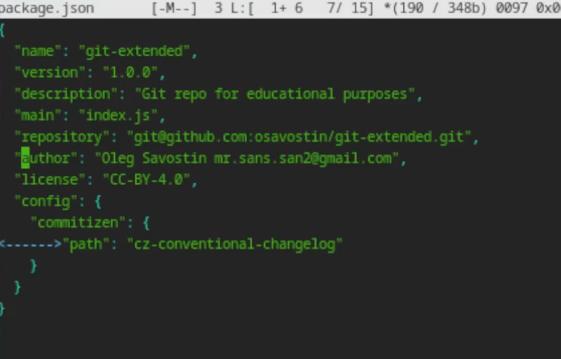 package.json [-M--] 3 L:[ 1+ 6 7/ 15] *(190 / 348b) 0097 0x0
{
"name": "git-extended",
"version": "1.0.0",
"description": "Git repo for educational purposes",
"main": "index.js",
"repository": "git@github.com:osavostin/git-extended.git",
"author": "Oleg Savostin mr.sans.san2@gmail.com",
"license": "CC-BY-4.0",
"config": {
"commitizen": {
<------>"path": "cz-conventional-changelog"
}
}
}